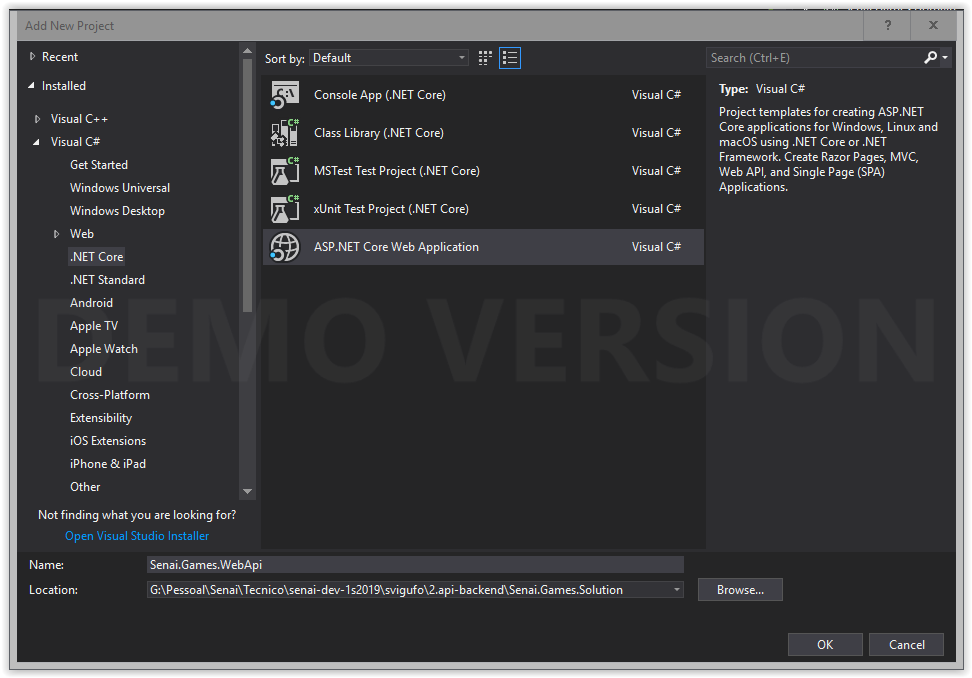 Add New Project
?
Recent
Installed
Visual C++
Visual C#
Get Started
Windows Universal
Windows Desktop
Web
.NET Core
.NET Standard
Android
Apple TV
Apple Watch
Cloud
Cross-Platform
Extensibility
iOS Extensions
iPhone & iPad
Other
Not finding what you are looking for?
Open Visual Studio Installer
Sort by: Default
C:\
Console App (.NET Core) Visual C#
C#
Class Library (.NET Core) Visual C#
C#
MSTest Test Project (.NET Core) Visual C#
C#
xUnit Test Project (.NET Core) Visual C#
ASP.NET Core Web Application Visual C#
Search (Ctrl+E)
Type: Visual C#
Project templates for creating ASP.NET
Core applications for Windows, Linux and
macOS using .NET Core or .NET
Framework. Create Razor Pages, MVC,
Web API, and Single Page (SPA)
Applications.
DEMO VERSION
Name: Senai.Games.WebApi
Location: G:\Pessoal\Senai\Tecnico\senai-dev-1s2019\svigufo\2.api-backend\Senai.Games.Solution
Browse...
OK Cancel